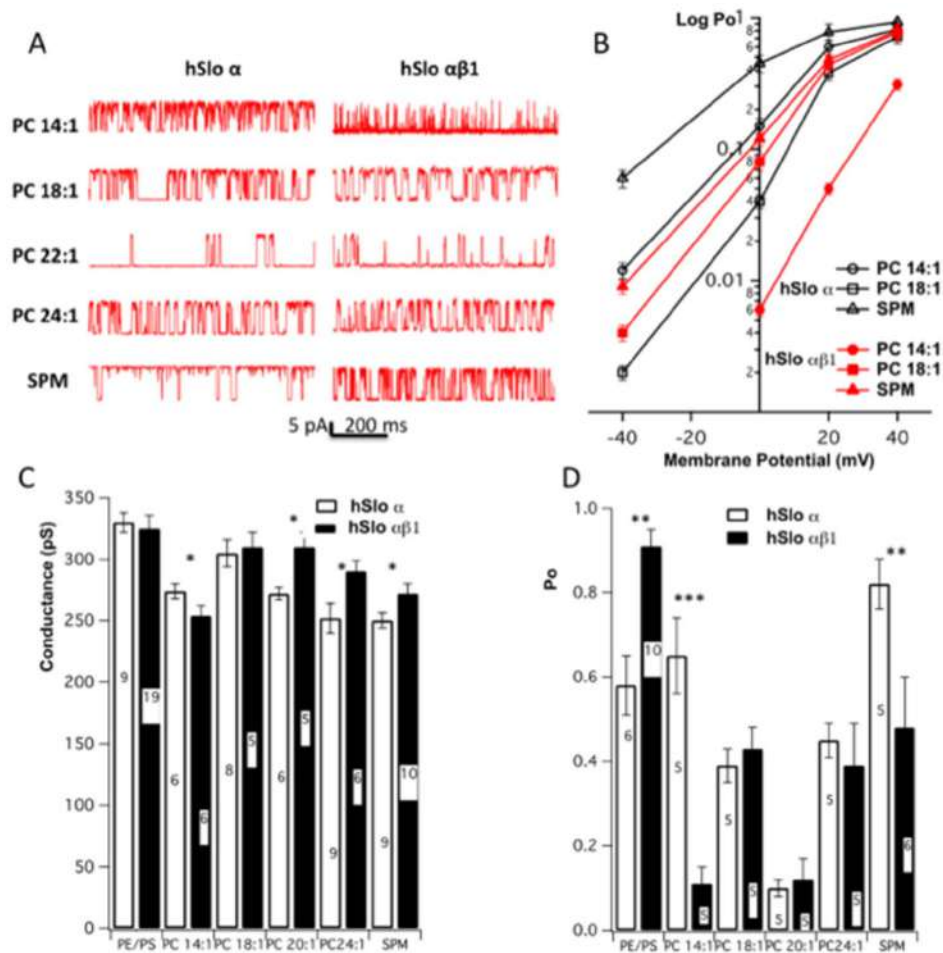 A
hSlo α
hSlo αβ1
PC 14:1
PC 18:1
PC 22:1
PC 24:1
SPM
5 pA
200 ms
B
Log Po
1
8
6
4
2
0.1
8
6
4
2
0.01
8
6
4
2
hSlo α
PC 14:1
PC 18:1
SPM
hSlo αβ1
PC 14:1
PC 18:1
SPM
-40
-20
20
40
Membrane Potential (mV)
C
350
300
250
200
150
100
50
0
Conductance (pS)
hSlo α
hSlo αβ1
*
*
*
*
9
19
6
6
8
5
6
5
9
6
9
10
PE/PS
PC 14:1
PC 18:1
PC 20:1
PC24:1
SPM
D
1.0
0.8
0.6
0.4
0.2
0.0
Po
hSlo α
hSlo αβ1
**
***
**
6
10
5
5
5
5
5
5
5
5
5
6
PE/PS
PC 14:1
PC 18:1
PC 20:1
PC24:1
SPM